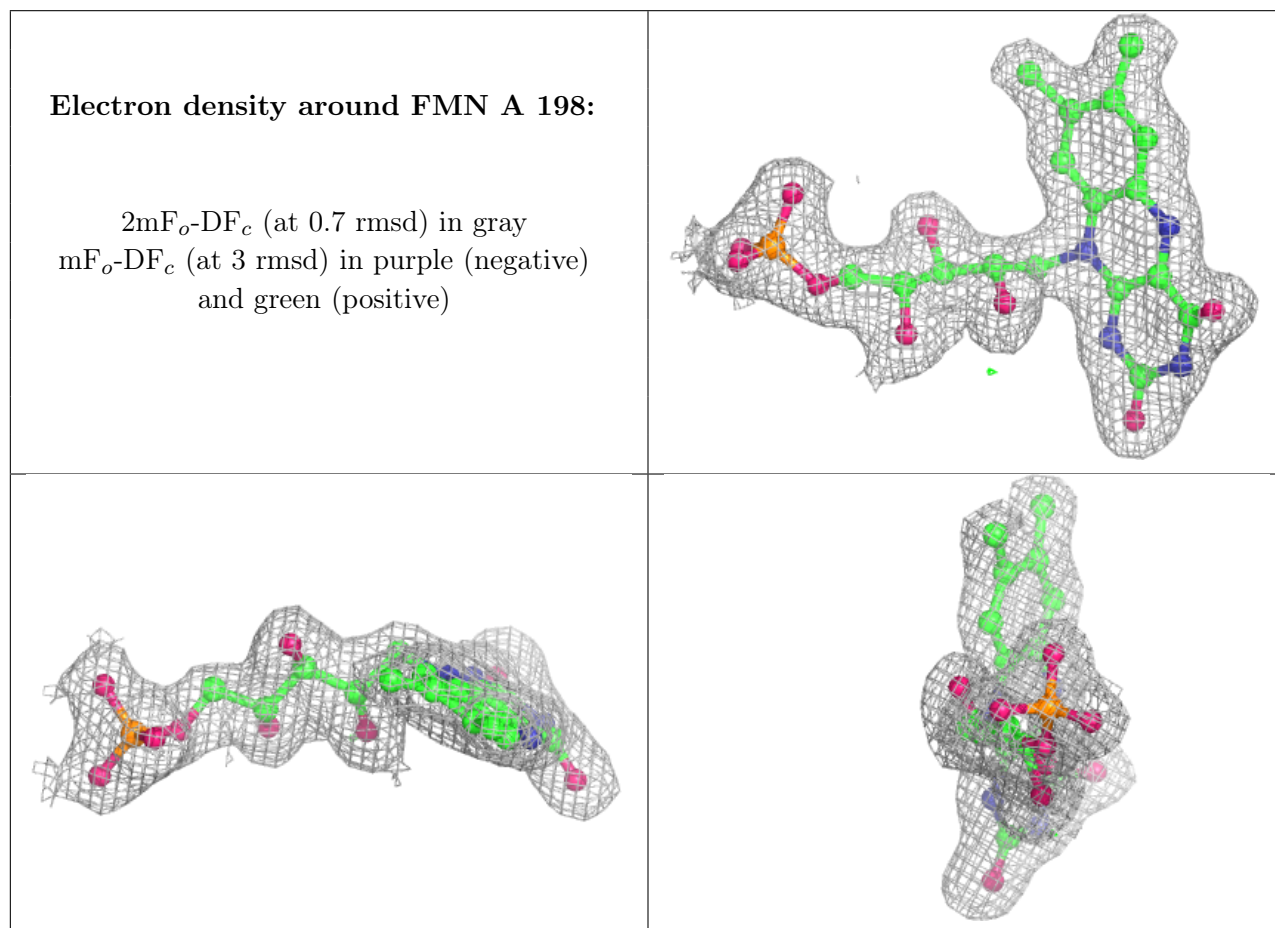 Electron density around FMN A 198:
2mFo-DFc (at 0.7 rmsd) in gray
mFo-DFc (at 3 rmsd) in purple (negative)
and green (positive)